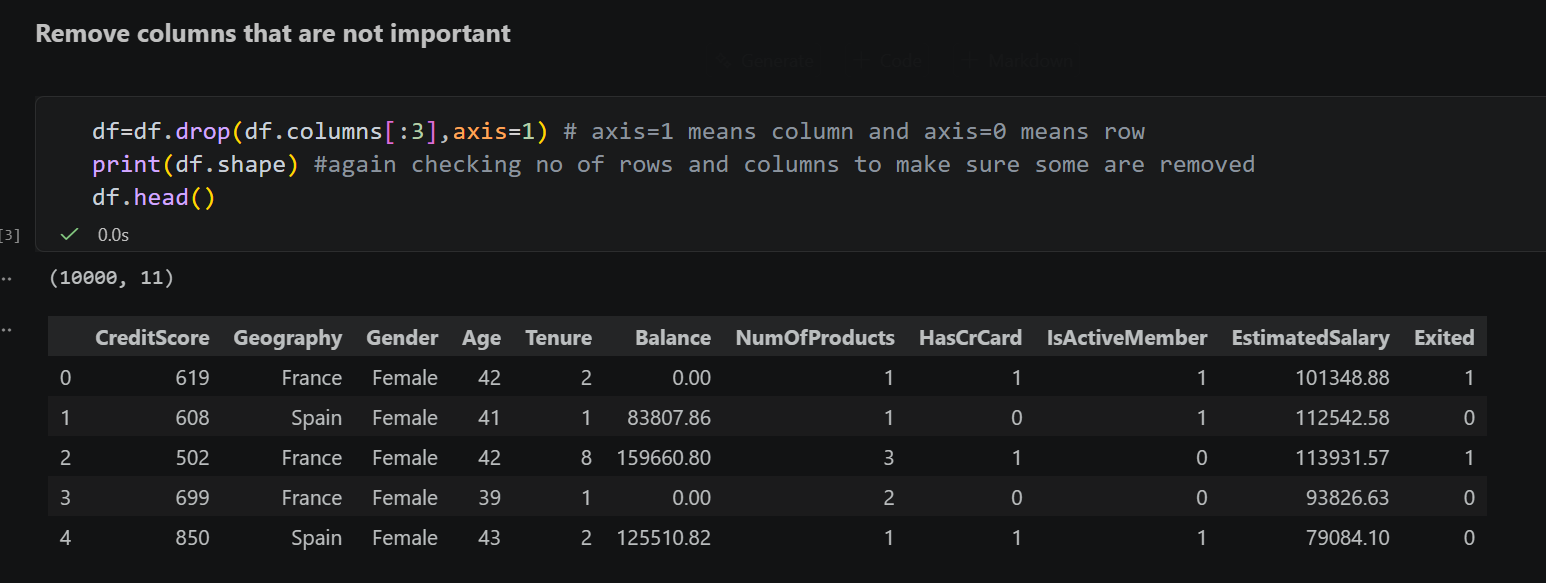 Remove columns that are not important
Generate + Code + Markdown
df=df.drop(df.columns[:3],axis=1) # axis=1 means column and axis=0 means row
print(df.shape) #again checking no of rows and columns to make sure some are removed
df.head()
[3] 0.0s
(10000, 11)
CreditScore Geography Gender Age Tenure Balance NumOfProducts HasCrCard IsActiveMember EstimatedSalary Exited
0 619 France Female 42 2 0.00 1 1 1 101348.88 1
1 608 Spain Female 41 1 83807.86 1 0 1 112542.58 0
2 502 France Female 42 8 159660.80 3 1 0 113931.57 1
3 699 France Female 39 1 0.00 2 0 0 93826.63 0
4 850 Spain Female 43 2 125510.82 1 1 1 79084.10 0